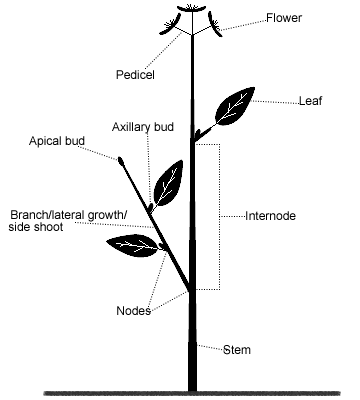 Flower
Pedicel
Leaf
Axillary bud
Apical bud
Branch/lateral growth/
side shoot
Internode
Nodes
Stem